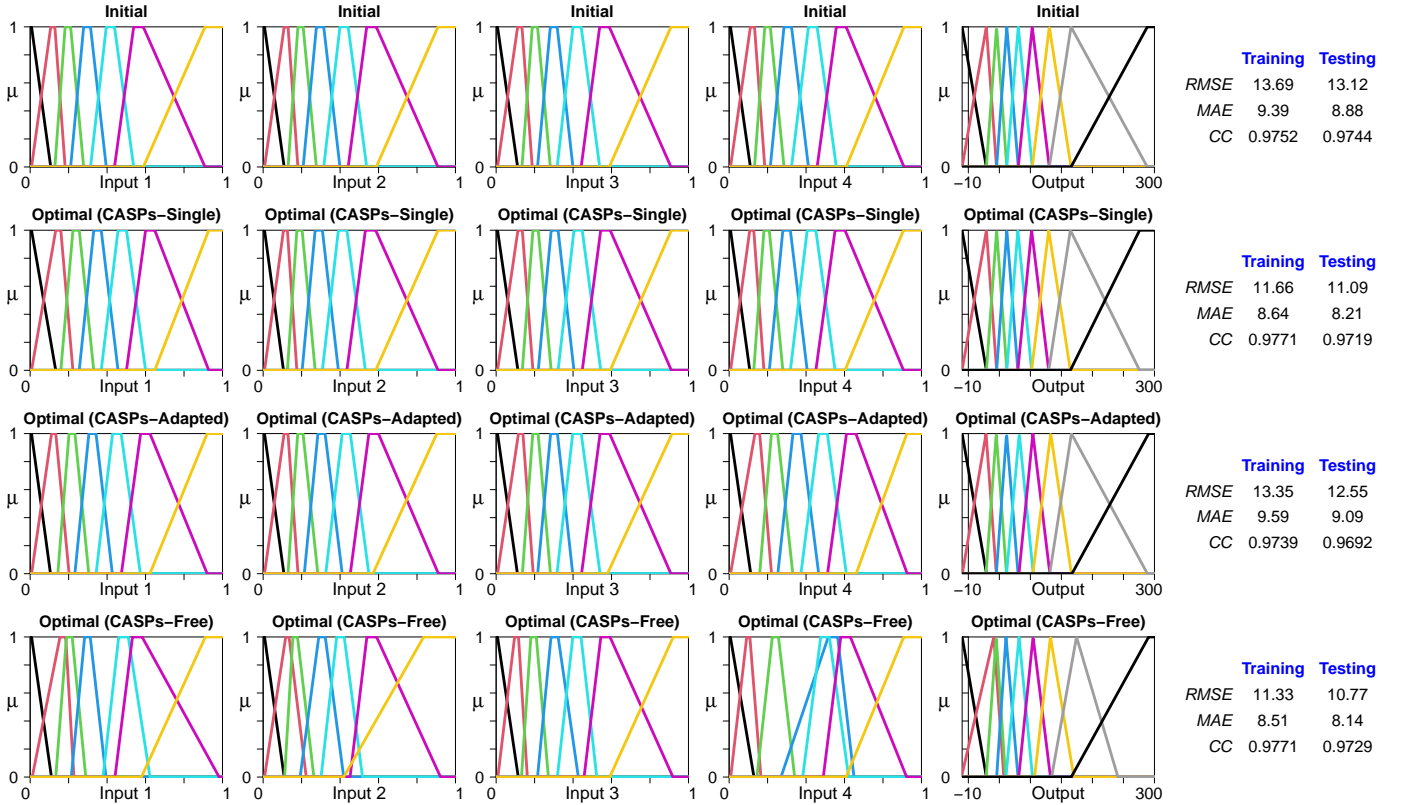 Initial Initial Initial Initial Initial
1 1 1 1 1
μ μ μ μ μ
0 0 0 0 0
0 Input 1 1 0 Input 2 1 0 Input 3 1 0 Input 4 1 −10 Output 300
Training Testing
RMSE 13.69 13.12
MAE 9.39 8.88
CC 0.9752 0.9744
Optimal (CASPs−Single) Optimal (CASPs−Single) Optimal (CASPs−Single) Optimal (CASPs−Single) Optimal (CASPs−Single)
1 1 1 1 1
μ μ μ μ μ
0 0 0 0 0
0 Input 1 1 0 Input 2 1 0 Input 3 1 0 Input 4 1 −10 Output 300
Training Testing
RMSE 11.66 11.09
MAE 8.64 8.21
CC 0.9771 0.9719
Optimal (CASPs−Adapted) Optimal (CASPs−Adapted) Optimal (CASPs−Adapted) Optimal (CASPs−Adapted) Optimal (CASPs−Adapted)
1 1 1 1 1
μ μ μ μ μ
0 0 0 0 0
0 Input 1 1 0 Input 2 1 0 Input 3 1 0 Input 4 1 −10 Output 300
Training Testing
RMSE 13.35 12.55
MAE 9.59 9.09
CC 0.9739 0.9692
Optimal (CASPs−Free) Optimal (CASPs−Free) Optimal (CASPs−Free) Optimal (CASPs−Free) Optimal (CASPs−Free)
1 1 1 1 1
μ μ μ μ μ
0 0 0 0 0
0 Input 1 1 0 Input 2 1 0 Input 3 1 0 Input 4 1 −10 Output 300
Training Testing
RMSE 11.33 10.77
MAE 8.51 8.14
CC 0.9771 0.9729